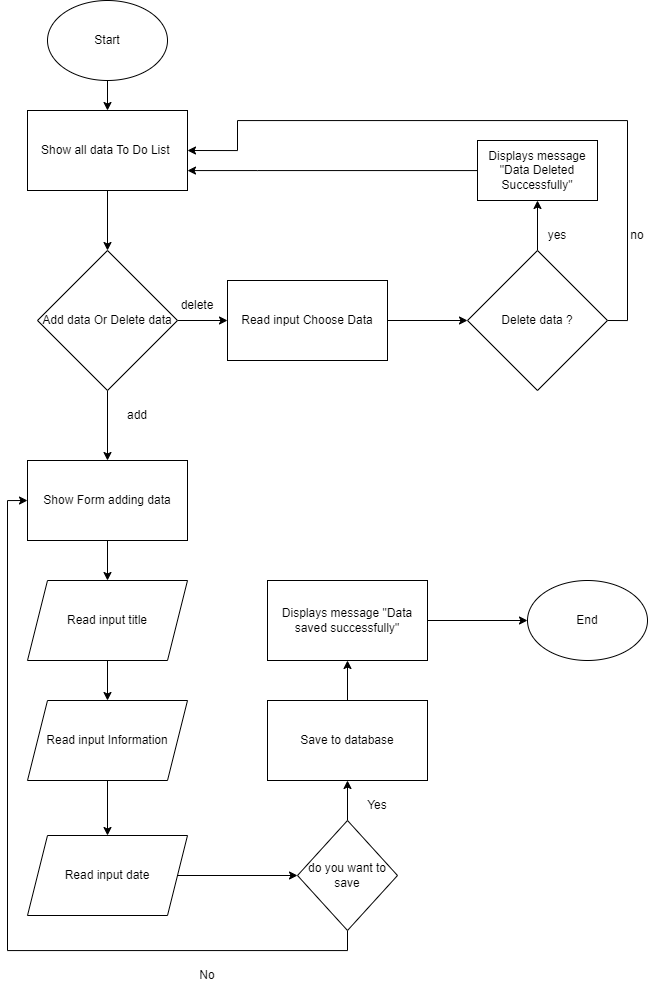 Start
Show all data To Do List
Displays message
"Data Deleted
Successfully"
yes
no
delete
Add data Or Delete data
Read input Choose Data
Delete data ?
add
Show Form adding data
Read input title
Displays message "Data
saved successfully"
End
Read input Information
Save to database
Yes
Read input date
do you want to
save
No